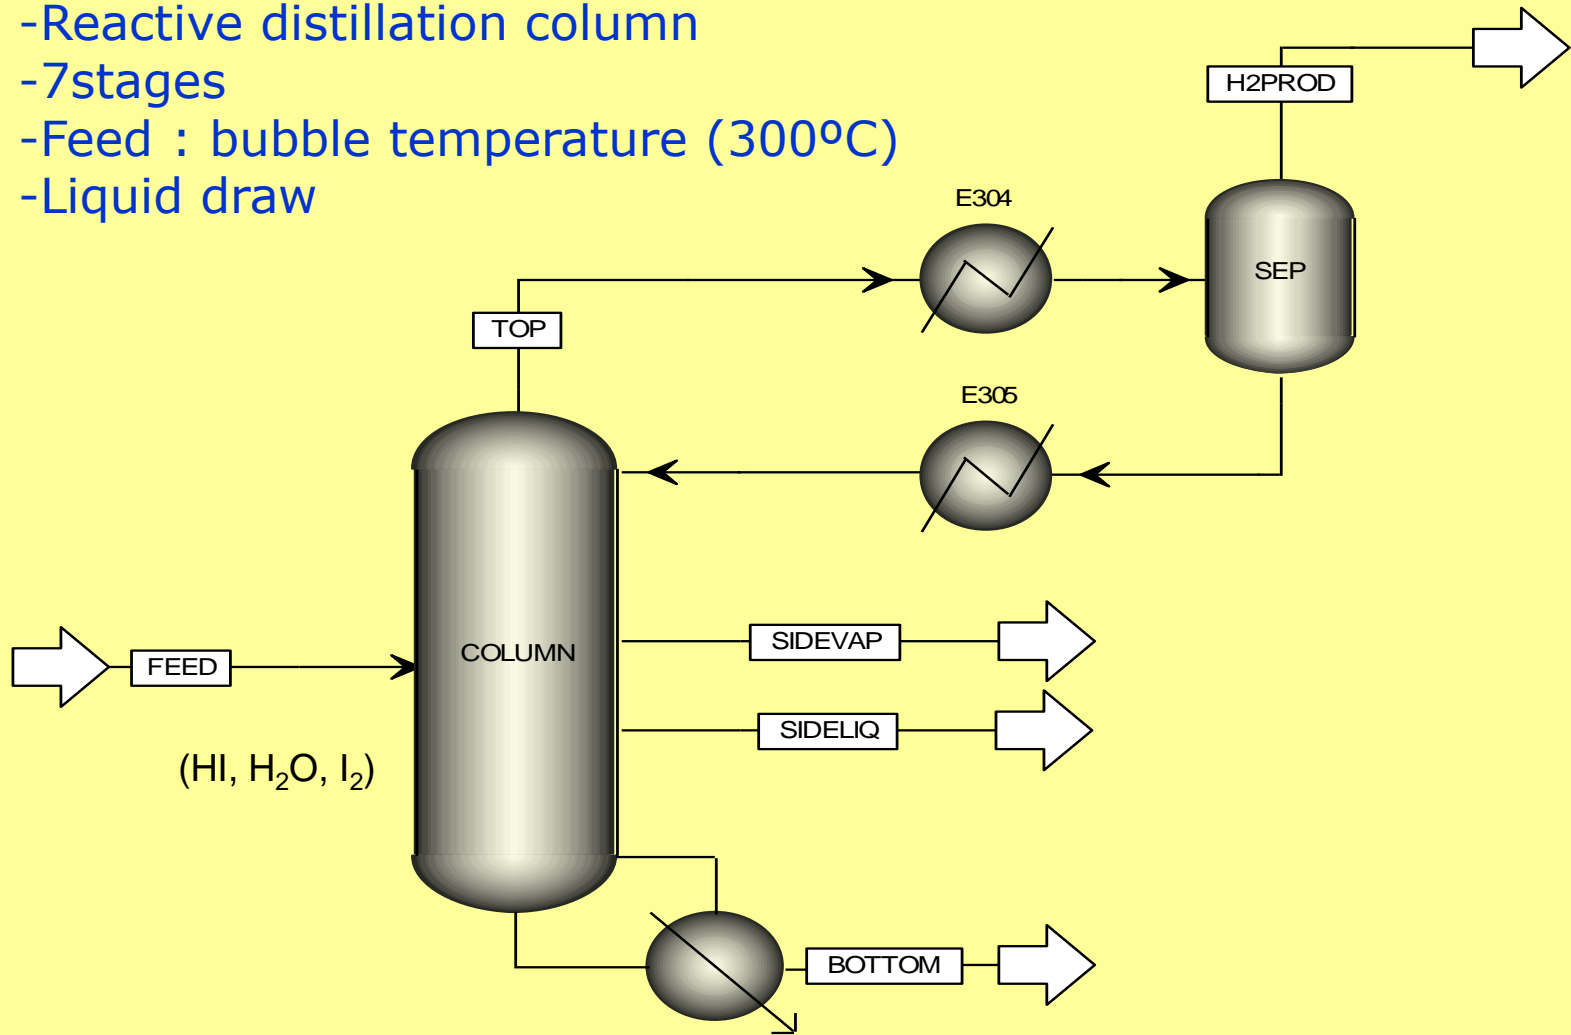 -Reactive distillation column
-7stages
-Feed : bubble temperature (300ºC)
-Liquid draw
H2PROD
E304
SEP
TOP
E305
COLUMN
SIDEVAP
FEED
SIDELIQ
(HI, H₂O, I₂)
BOTTOM